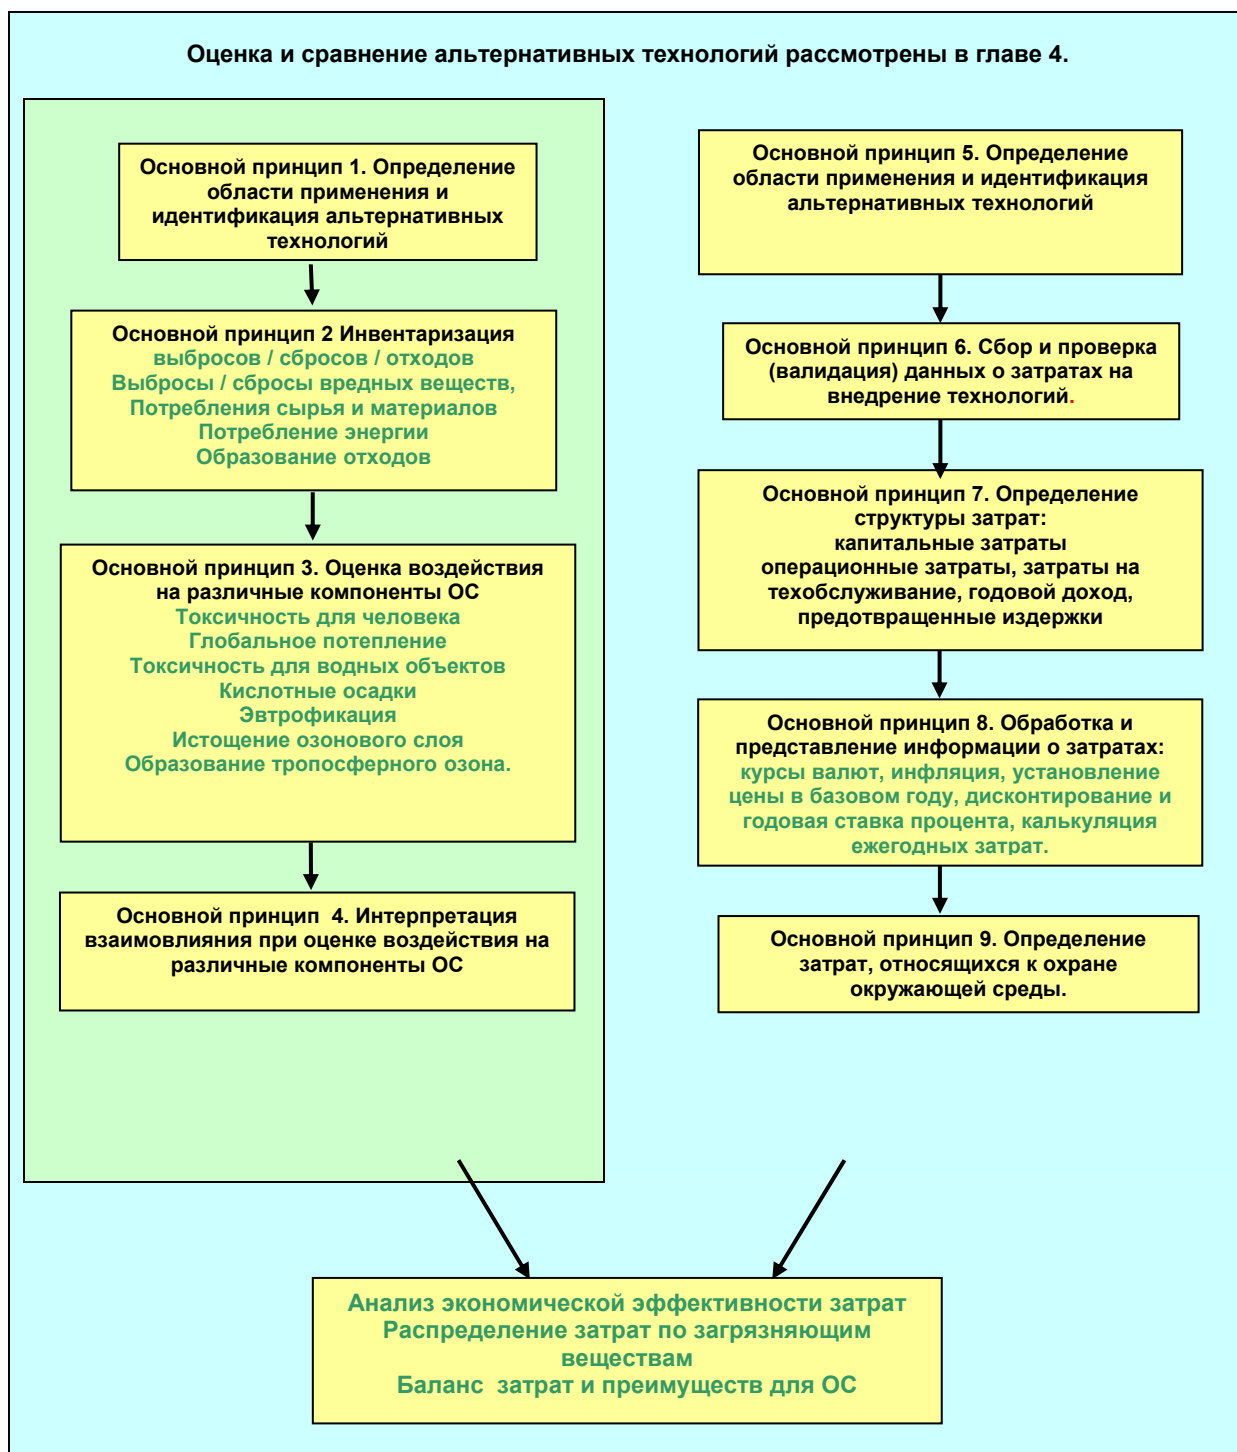 Оценка и сравнение альтернативных технологий рассмотрены в главе 4.
Основной принцип 1. Определение
области применения и
идентификация альтернативных
технологий
Основной принцип 2 Инвентаризация
выбросов / сбросов / отходов
Выбросы / сбросы вредных веществ,
Потребления сырья и материалов
Потребление энергии
Образование отходов
Основной принцип 3. Оценка воздействия
на различные компоненты ОС
Токсичность для человека
Глобальное потепление
Токсичность для водных объектов
Кислотные осадки
Эвтрофикация
Истощение озонового слоя
Образование тропосферного озона.
Основной принцип  4. Интерпретация
взаимовлияния при оценке воздействия на
различные компоненты ОС
Основной принцип 5. Определение
области применения и идентификация
альтернативных технологий
Основной принцип 6. Сбор и проверка
(валидация) данных о затратах на
внедрение технологий.
Основной принцип 7. Определение
структуры затрат:
капитальные затраты
операционные затраты, затраты на
техобслуживание, годовой доход,
предотвращенные издержки
Основной принцип 8. Обработка и
представление информации о затратах:
курсы валют, инфляция, установление
цены в базовом году, дисконтирование и
годовая ставка процента, калькуляция
ежегодных затрат.
Основной принцип 9. Определение
затрат, относящихся к охране
окружающей среды.
Анализ экономической эффективности затрат
Распределение затрат по загрязняющим
веществам
Баланс  затрат и преимуществ для ОС